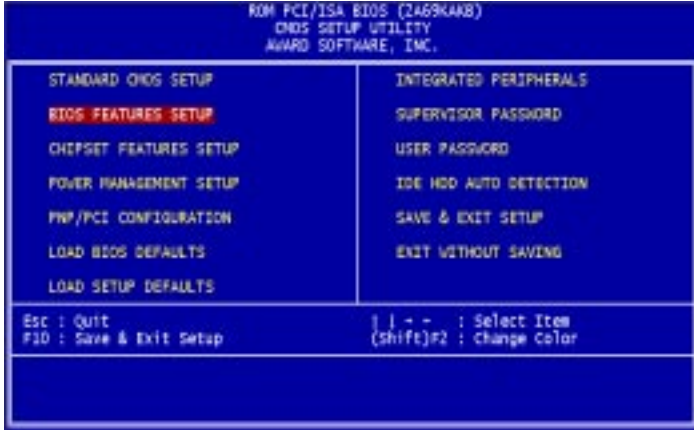 ROM PCI/ISA BIOS (2A69KAKB)
CMOS SETUP UTILITY
AWARD SOFTWARE, INC.
STANDARD CMOS SETUP
BIOS FEATURES SETUP
CHIPSET FEATURES SETUP
POWER MANAGEMENT SETUP
PNP/PCI CONFIGURATION
LOAD BIOS DEFAULTS
LOAD SETUP DEFAULTS
INTEGRATED PERIPHERALS
SUPERVISOR PASSWORD
USER PASSWORD
IDE HDD AUTO DETECTION
SAVE & EXIT SETUP
EXIT WITHOUT SAVING
Esc : Quit
F10 : Save & Exit Setup
: Select Item
(Shift)F2 : Change Color